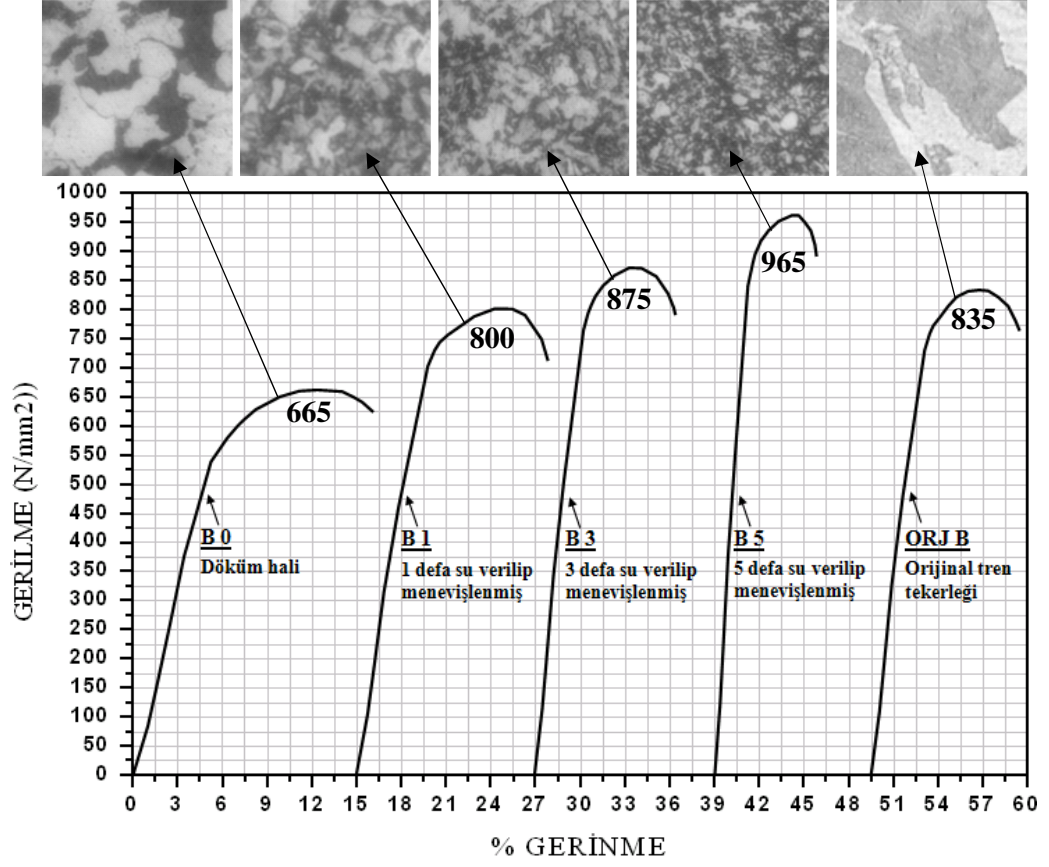 1000
950
900
850
800
750
700
650
600
550
500
450
400
350
300
250
200
150
100
50
0
GERİLME (N/mm2))
665
800
875
965
835
B 0
Döküm hali
B 1
1 defa su verilip
menevişlenmiş
B 3
3 defa su verilip
menevişlenmiş
B 5
5 defa su verilip
menevişlenmiş
ORJ B
Orijinal tren
tekerleği
0 3 6 9 12 15 18 21 24 27 30 33 36 39 42 45 48 51 54 57 60
% GERİNME